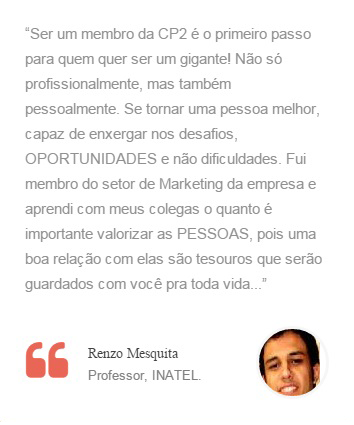 “Ser um membro da CP2 é o primeiro passo
para quem quer ser um gigante! Não só
profissionalmente, mas também
pessoalmente. Se tornar uma pessoa melhor,
capaz de enxergar nos desafios,
OPORTUNIDADES e não dificuldades. Fui
membro do setor de Marketing da empresa e
aprendi com meus colegas o quanto é
importante valorizar as PESSOAS, pois uma
boa relação com elas são tesouros que serão
guardados com você pra toda vida...”
Renzo Mesquita
Professor, INATEL.